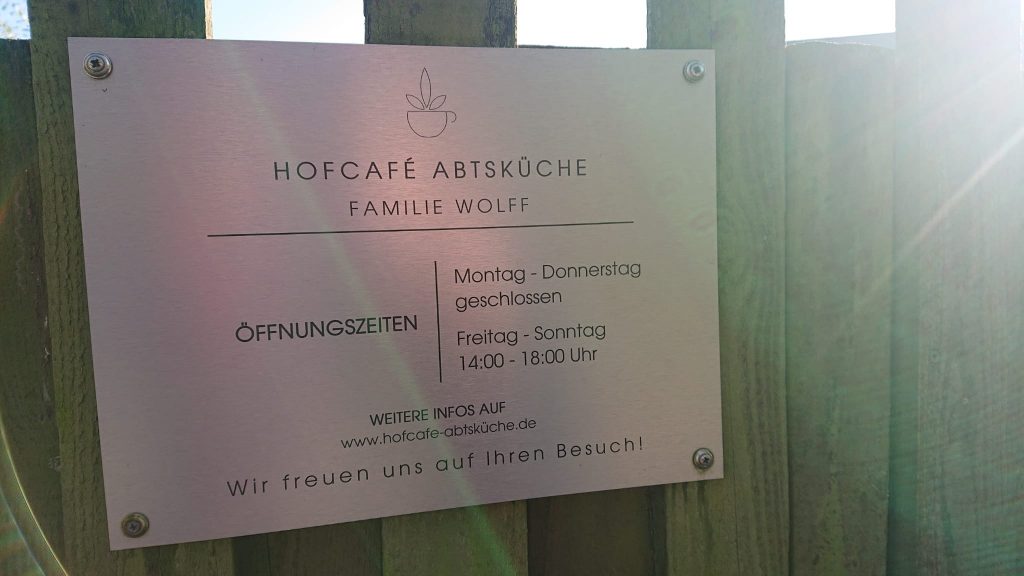 HOFCAFÉ ABTSKÜCHE
FAMILIE WOLFF
ÖFFNUNGSZEITEN
Montag - Donnerstag
geschlossen
Freitag - Sonntag
14:00 - 18:00 Uhr
WEITERE INFOS AUF
www.hofcafe-abtsküche.de
Wir freuen uns auf Ihren Besuch!